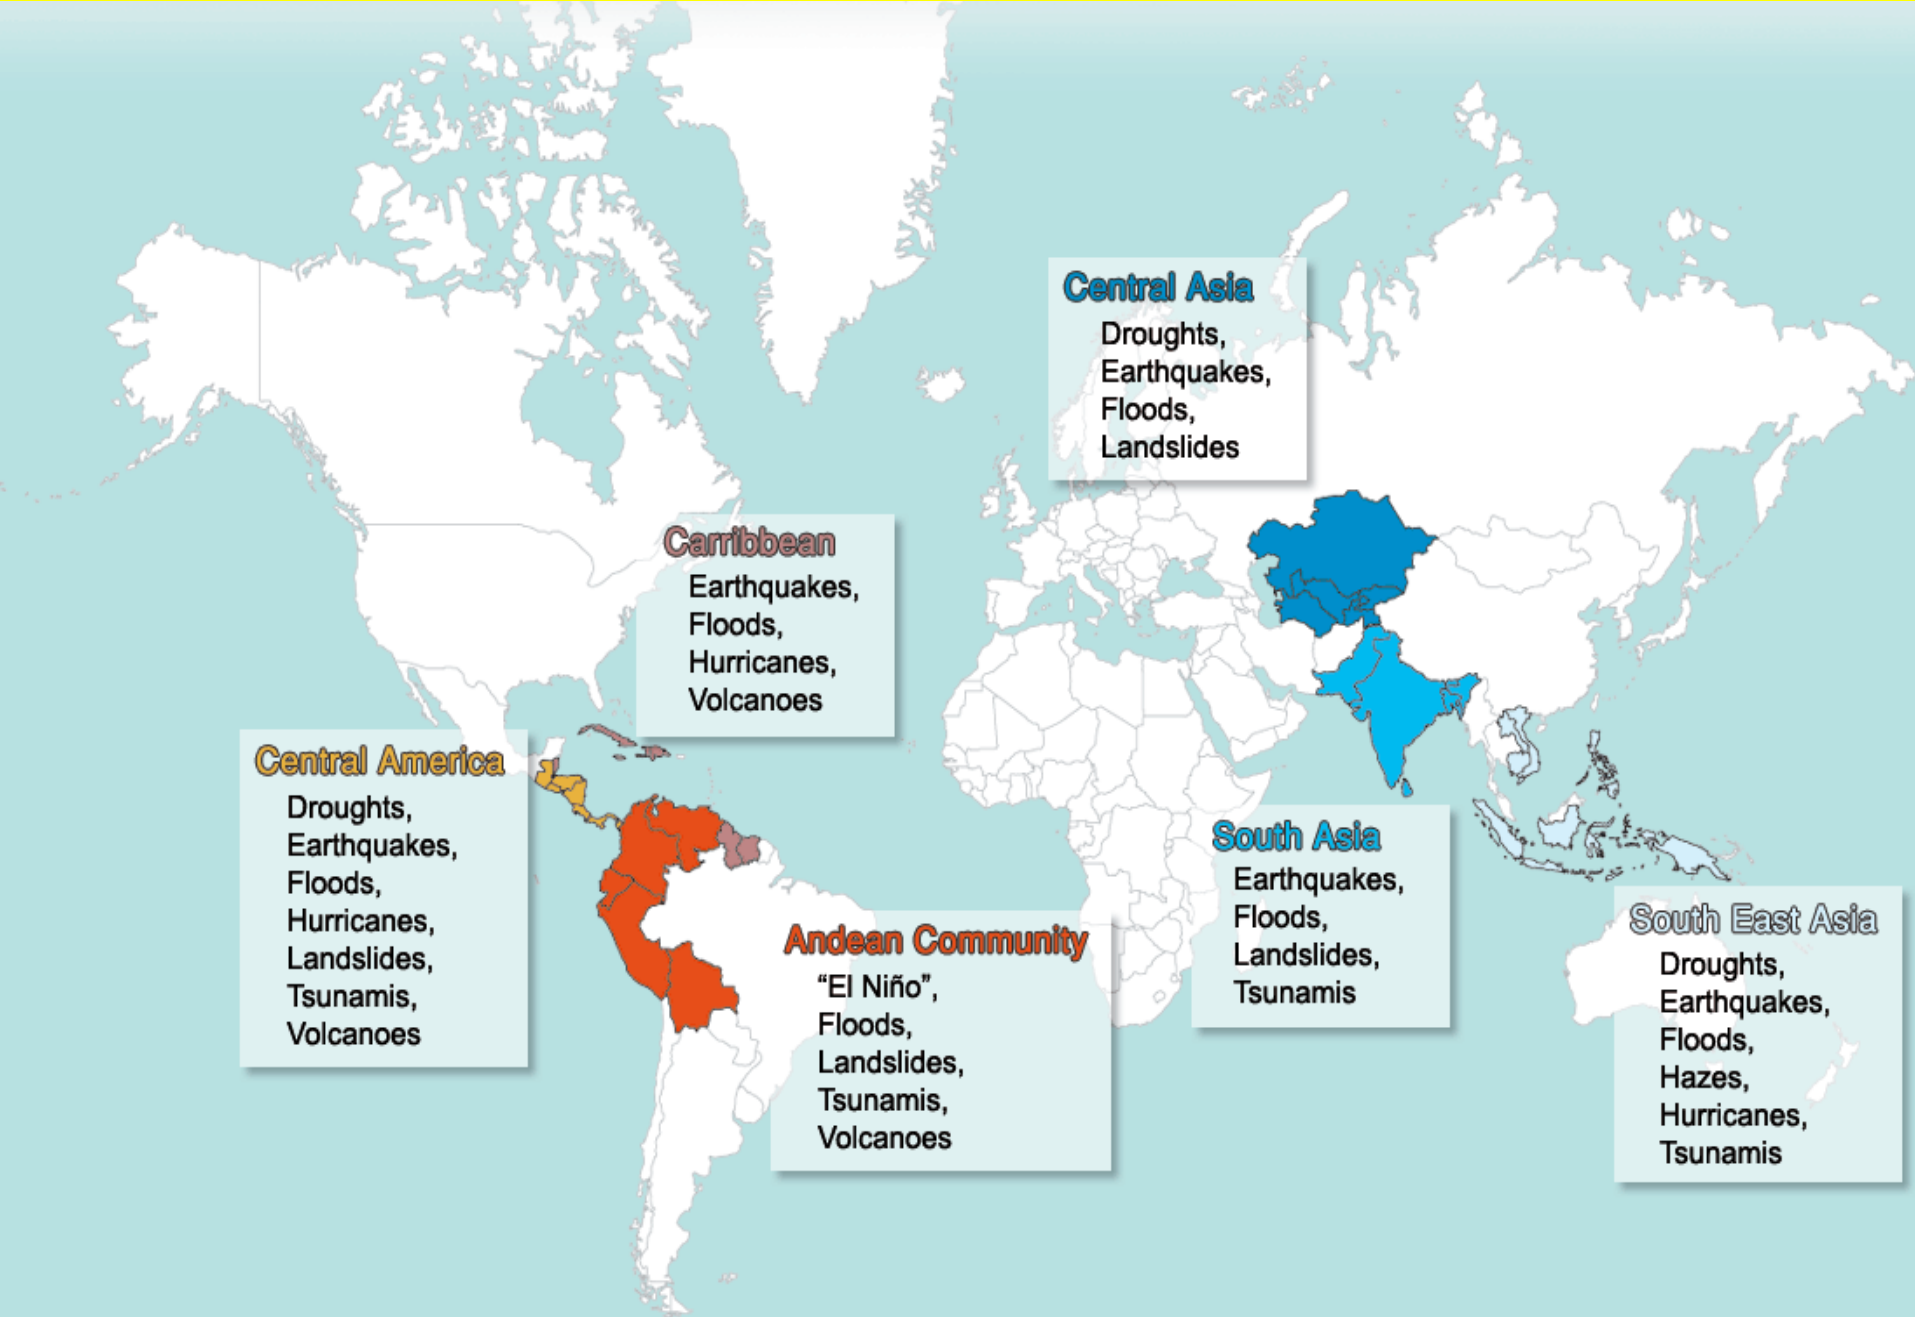 Central Asia
Droughts,
Earthquakes,
Floods,
Landslides
Carribbean
Earthquakes,
Floods,
Hurricanes,
Volcanoes
Central America
Droughts,
Earthquakes,
Floods,
Hurricanes,
Landslides,
Tsunamis,
Volcanoes
South Asia
Earthquakes,
Floods,
Landslides,
Tsunamis
Andean Community
“El Niño”,
Floods,
Landslides,
Tsunamis,
Volcanoes
South East Asia
Droughts,
Earthquakes,
Floods,
Hazes,
Hurricanes,
Tsunamis